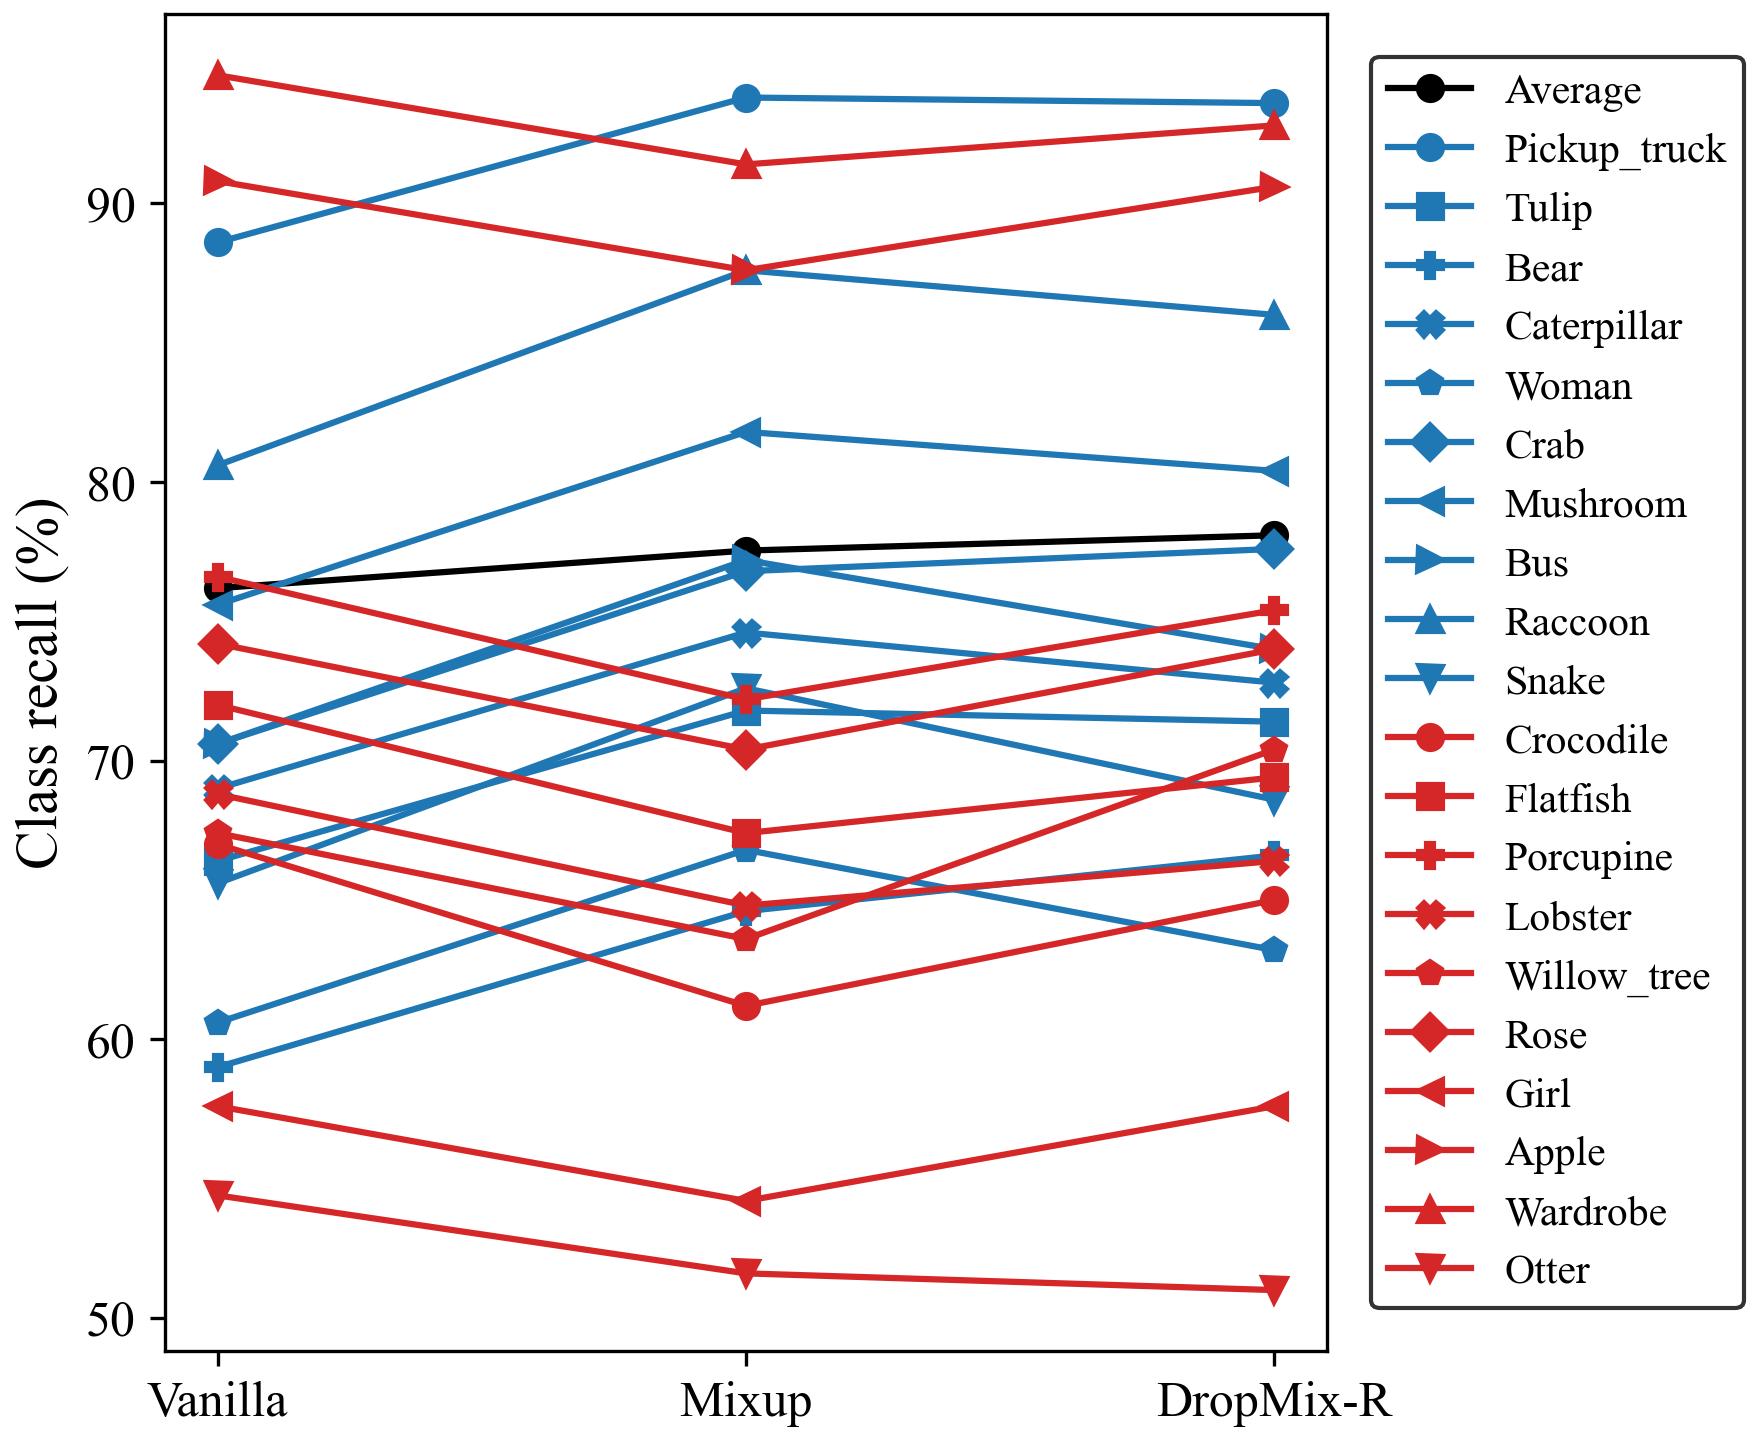 Class recall (%)
90
80
70
60
50
Vanilla
Mixup
DropMix-R
Average
Pickup_truck
Tulip
Bear
Caterpillar
Woman
Crab
Mushroom
Bus
Raccoon
Snake
Crocodile
Flatfish
Porcupine
Lobster
Willow_tree
Rose
Girl
Apple
Wardrobe
Otter